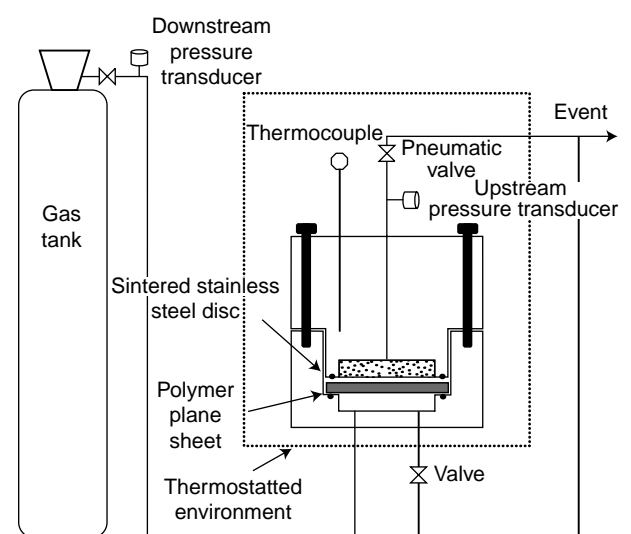 Downstream
pressure
transducer
Event
Thermocouple
Pneumatic
valve
Upstream
pressure transducer
Gas
tank
Sintered stainless
steel disc
Polymer
plane
sheet
Valve
Thermostatted
environment